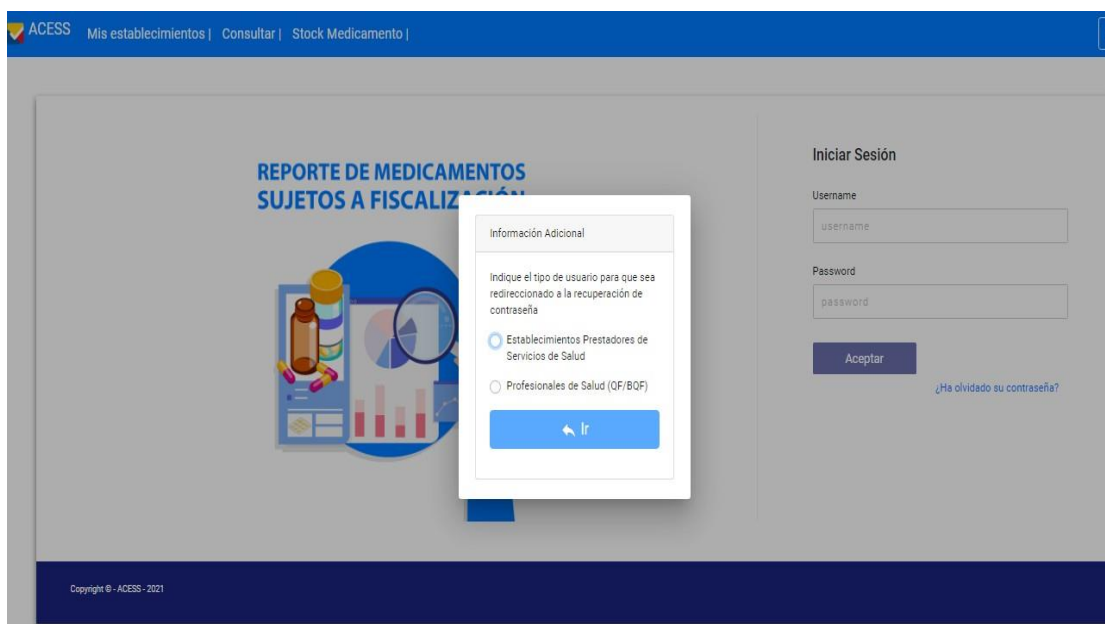 ACESS Mis establecimientos | Consultar | Stock Medicamento |
REPORTE DE MEDICAMENTOS
SUJETOS A FISCALIZACIÓN
Información Adicional
Indique el tipo de usuario para que sea
redireccionado a la recuperación de
contraseña
Establecimientos Prestadores de
Servicios de Salud
Profesionales de Salud (QF/BQF)
Ir
Iniciar Sesión
Username
username
Password
password
Aceptar
¿Ha olvidado su contraseña?
Copyright © - ACESS - 2021